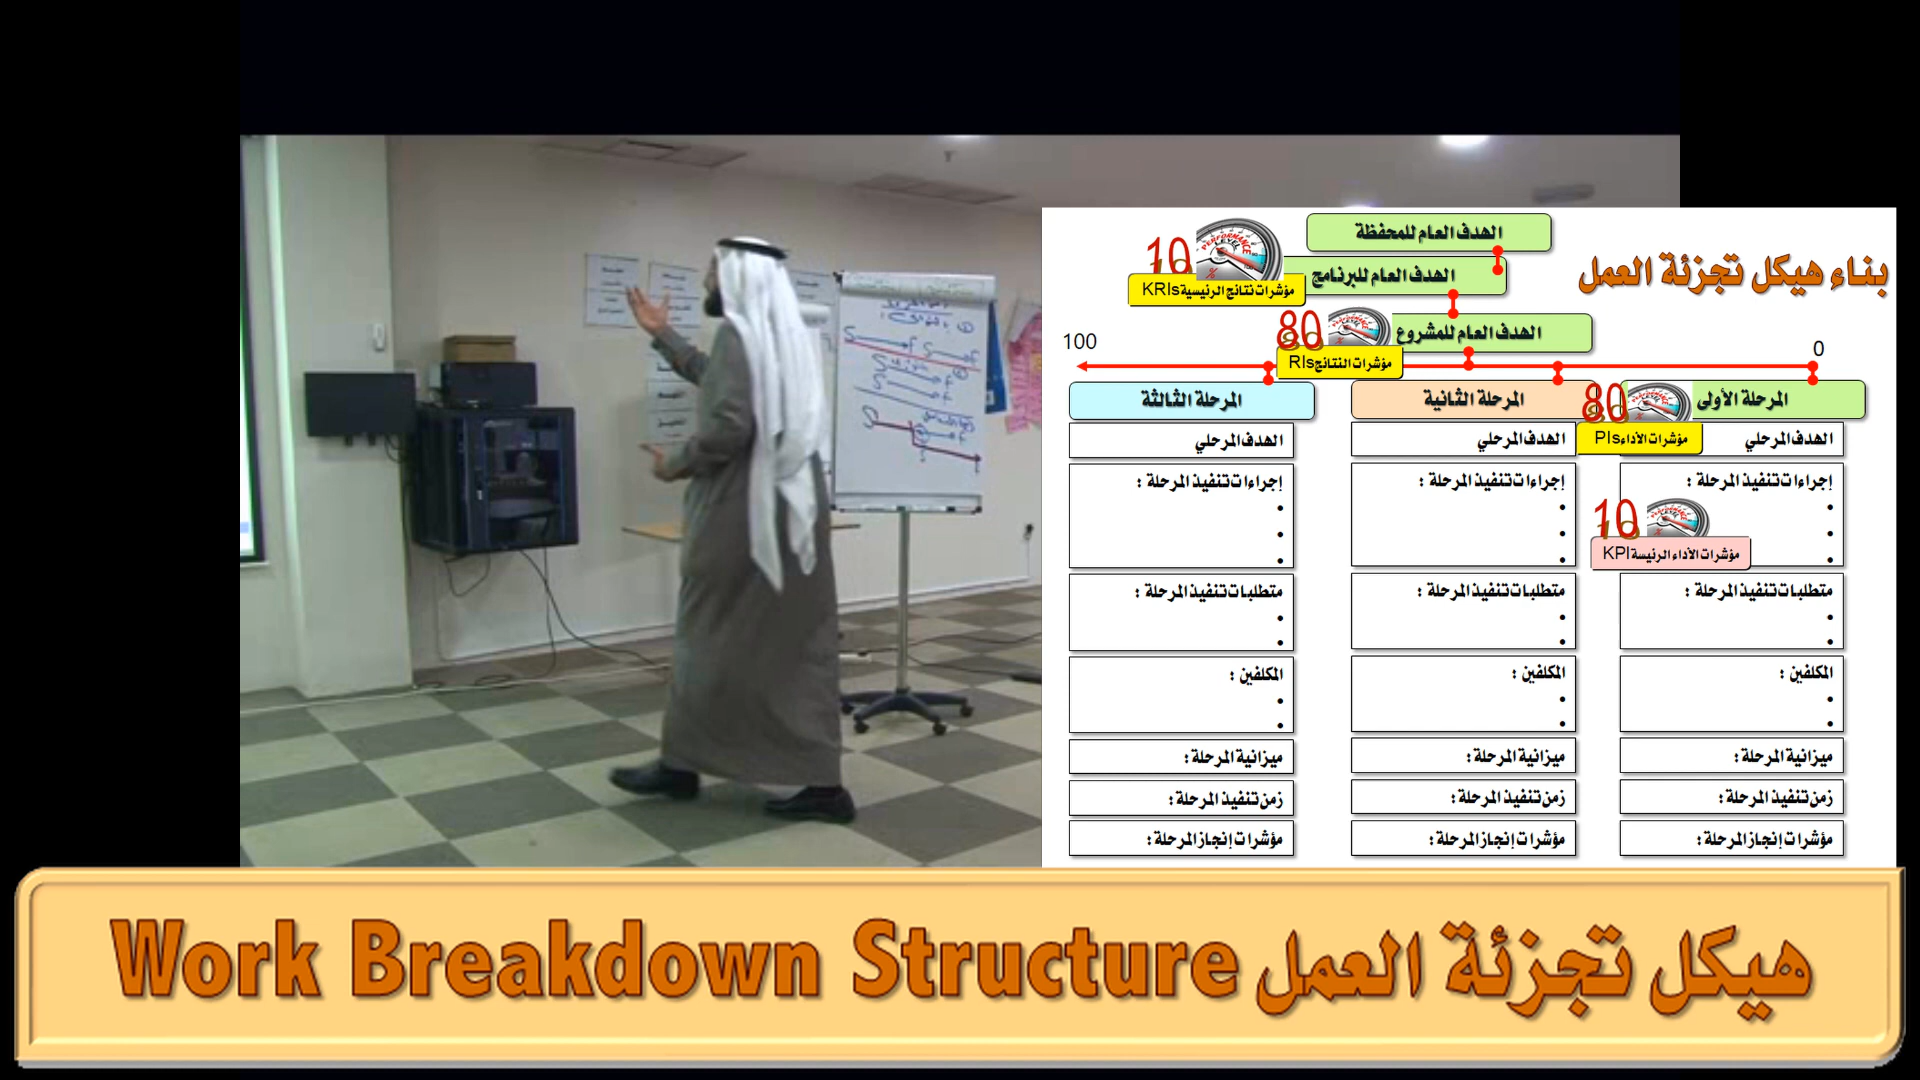 بناء هيكل تجزئة العمل
الهدف العام للمحفظة
10
PERFORMANCE LEVEL
%
مؤشرات نتائج الرئيسية KRIs
الهدف العام للبرنامج
80
الهدف العام للمشروع
مؤشرات النتائج RIs
0
100
المرحلة الأولى
80
مؤشرات الأداء PIs
الهدف المرحلي
إجراءات تنفيذ المرحلة :
10
مؤشرات الأداء الرئيسة KPI
متطلبات تنفيذ المرحلة :
المكلفين :
ميزانية المرحلة :
زمن تنفيذ المرحلة :
مؤشرات إنجاز المرحلة :
المرحلة الثانية
الهدف المرحلي
إجراءات تنفيذ المرحلة :
متطلبات تنفيذ المرحلة :
المكلفين :
ميزانية المرحلة :
زمن تنفيذ المرحلة :
مؤشرات إنجاز المرحلة :
المرحلة الثالثة
الهدف المرحلي
إجراءات تنفيذ المرحلة :
متطلبات تنفيذ المرحلة :
المكلفين :
ميزانية المرحلة :
زمن تنفيذ المرحلة :
مؤشرات إنجاز المرحلة :
هيكل تجزئة العمل Work Breakdown Structure